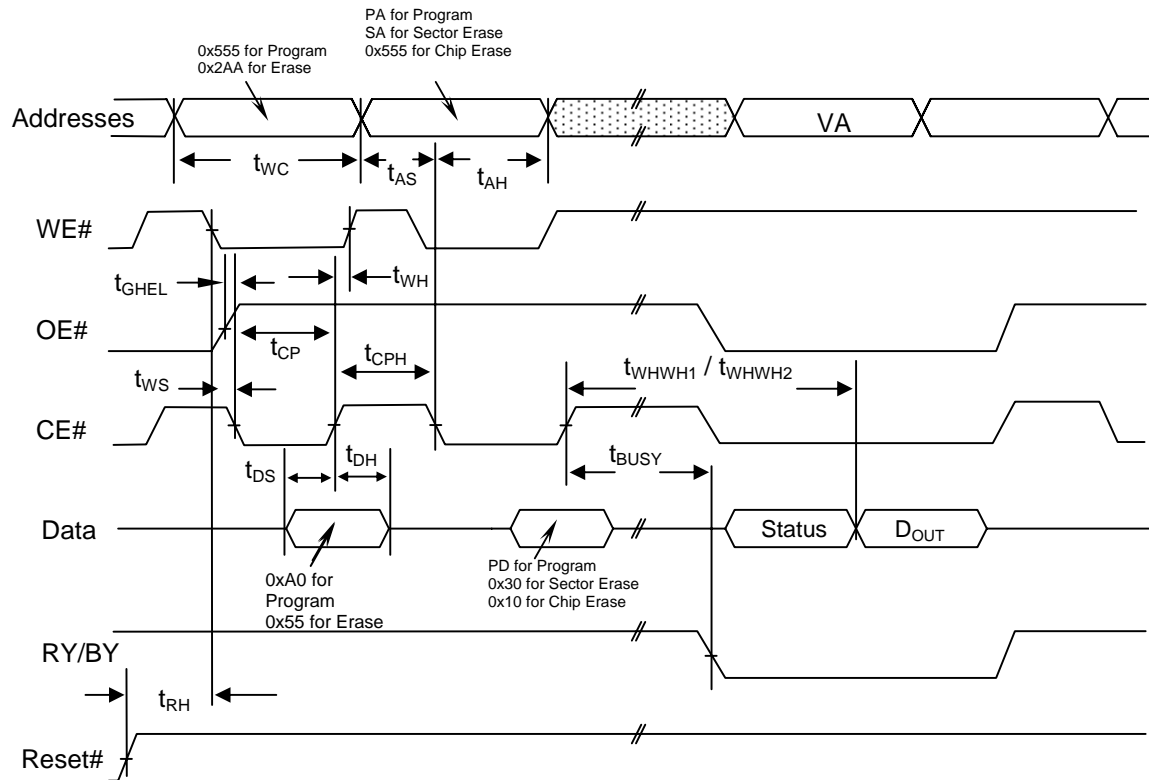 PA for Program
SA for Sector Erase
0x555 for Chip Erase
0x555 for Program
0x2AA for Erase
Addresses
VA
tWC
tAS
tAH
WE#
tGHEL
tWH
OE#
tCP
tCPH
tWHWH1 / tWHWH2
tWS
CE#
tDS
tDH
tBUSY
Data
Status
DOUT
0xA0 for
Program
0x55 for Erase
PD for Program
0x30 for Sector Erase
0x10 for Chip Erase
RY/BY
tRH
Reset#